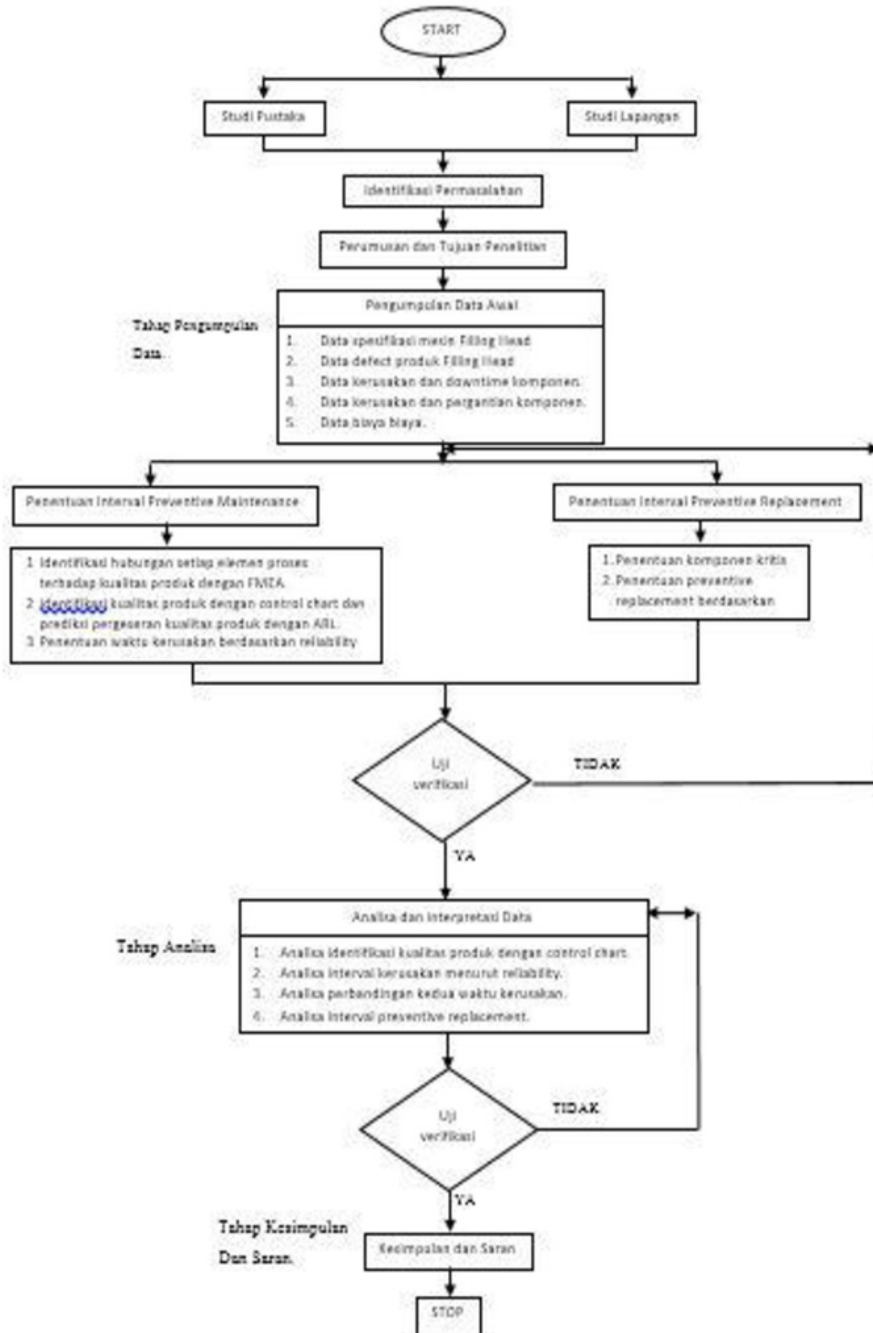 START
Studi Pustaka
Studi Lapangan
Identifikasi Permasalahan
Perumusan dan Tujuan Penelitian
Tahap Pengumpulan
Data.
Pengumpulan Data Awal
1. Data spesifikasi mesin Filling Head
2. Data defect produk Filling Head
3. Data kerusakan dan downtime komponen.
4. Data kerusakan dan pergantian komponen.
5. Data biaya biaya.
Penentuan Interval Preventive Maintenance
Penentuan Interval Preventive Replacement
1 Identifikasi hubungan setiap elemen proses
terhadap kualitas produk dengan FMEA
2 Identifikasi kualitas produk dengan control chart dan
prediksi pergeseran kualitas produk dengan ARL.
3 Penentuan waktu kerusakan berdasarkan reliability
1. Penentuan komponen kritis
2. Penentuan preventive
replacement berdasarkan
Uji
verifikasi
TIDAK
YA
Tahap Analisa
Analisa dan Interpretasi Data
1. Analisa identifikasi kualitas produk dengan control chart.
2. Analisa interval kerusakan menurut reliability.
3. Analisa perbandingan kedua waktu kerusakan.
4. Analisa interval preventive replacement.
Uji
verifikasi
TIDAK
YA
Tahap Kesimpulan
Dan Saran.
Kesimpulan dan Saran
STOP